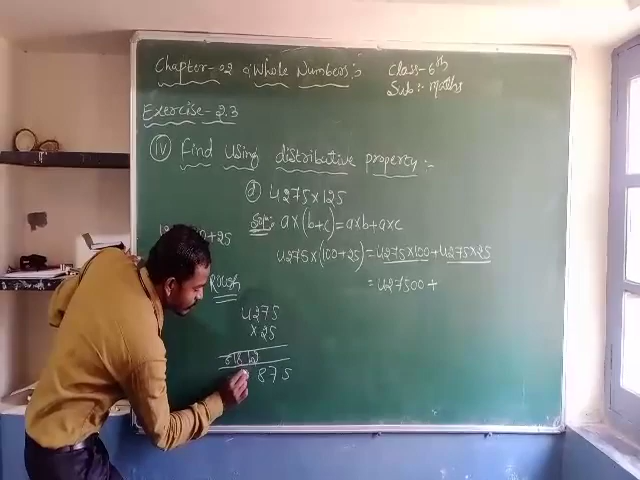 Chapter-02 Whole Numbers:-
Class-6th
Sub:- Maths
Exercise-2.3
iv Find Using distributive property:-
d 4275×125
Sol: a×(b+c)=a×b+a×c
+25
4275×(100+25)=4275×100+4275×25
=427500+
Rough
4275
×25
875